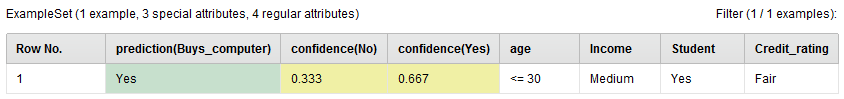 ExampleSet (1 example, 3 special attributes, 4 regular attributes) Filter (1 / 1 examples):
Row No. prediction(Buys_computer) confidence(No) confidence(Yes) age Income Student Credit_rating
1 Yes 0.333 0.667 <= 30 Medium Yes Fair